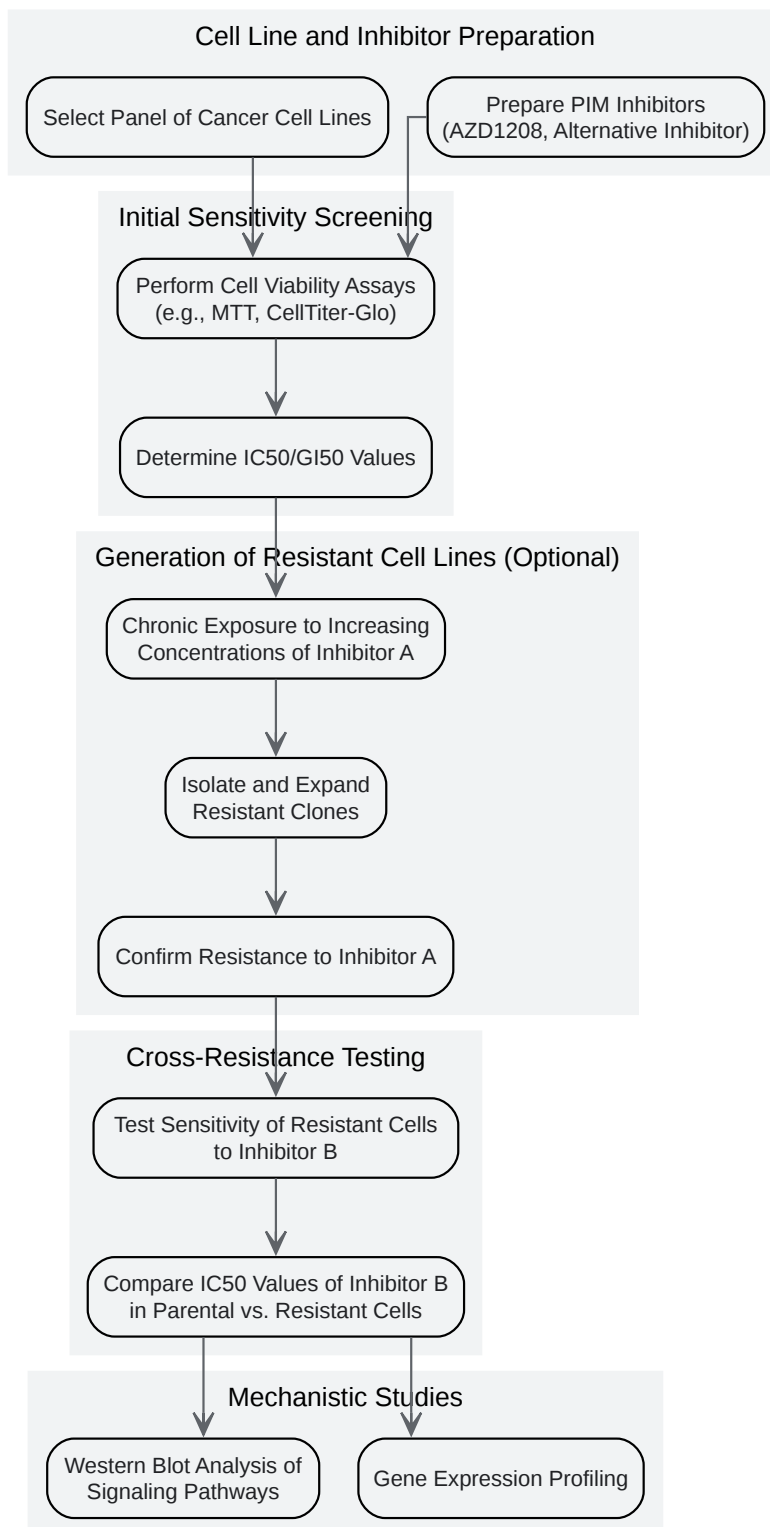 Cell Line and Inhibitor Preparation
Select Panel of Cancer Cell Lines
Prepare PIM Inhibitors
(AZD1208, Alternative Inhibitor)
Initial Sensitivity Screening
Perform Cell Viability Assays
(e.g., MTT, CellTiter-Glo)
Determine IC50/GI50 Values
Generation of Resistant Cell Lines (Optional)
Chronic Exposure to Increasing
Concentrations of Inhibitor A
Isolate and Expand
Resistant Clones
Confirm Resistance to Inhibitor A
Cross-Resistance Testing
Test Sensitivity of Resistant Cells
to Inhibitor B
Compare IC50 Values of Inhibitor B
in Parental vs. Resistant Cells
Mechanistic Studies
Western Blot Analysis of
Signaling Pathways
Gene Expression Profiling